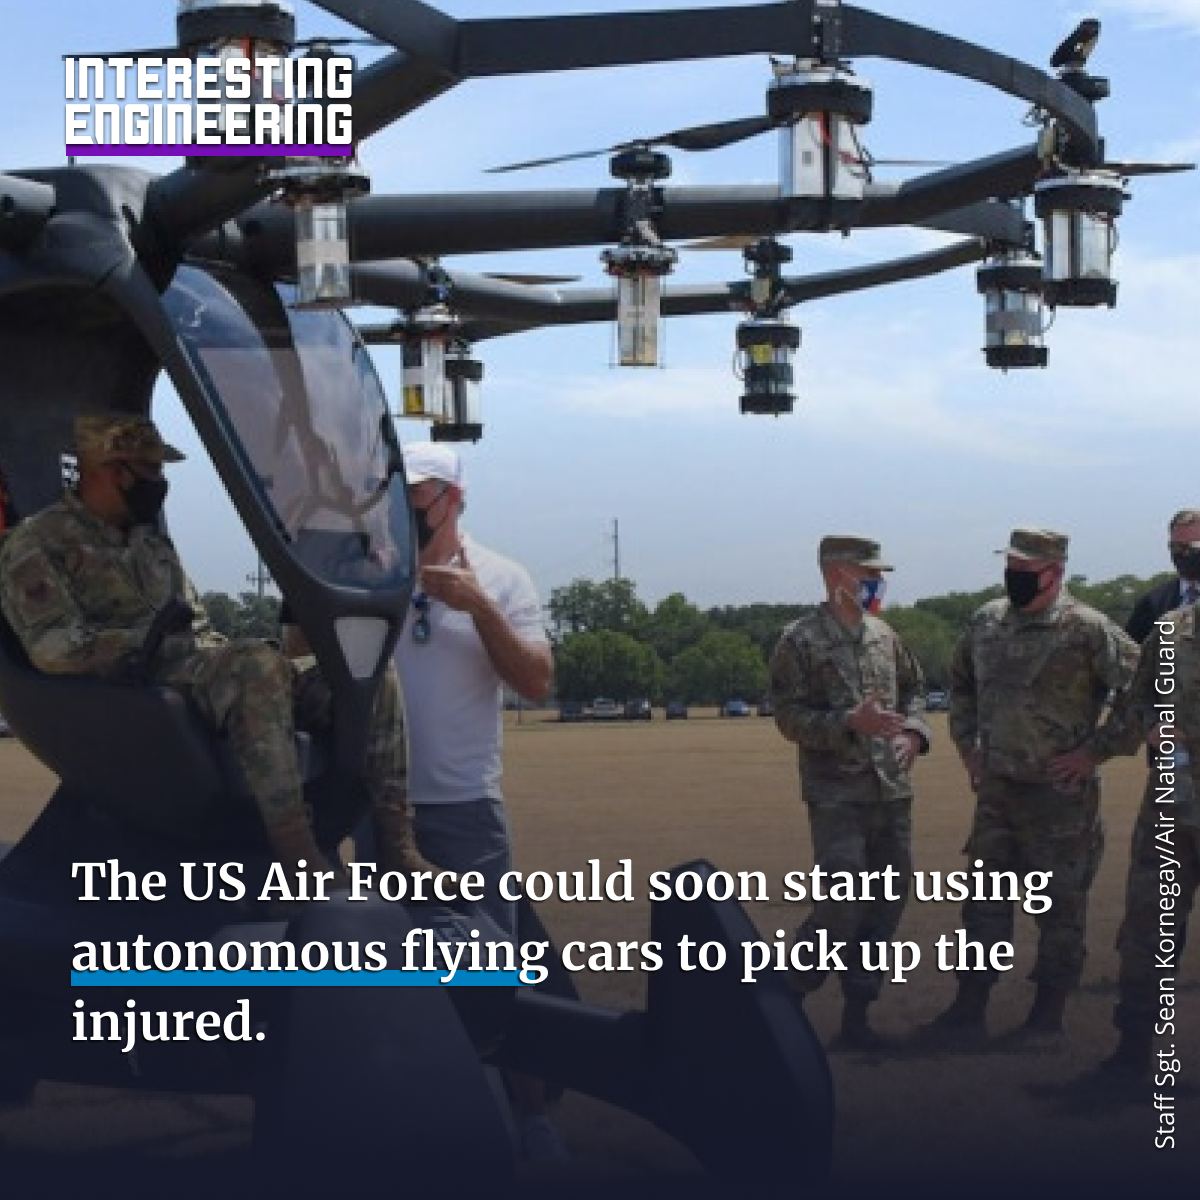 INTERESTING
ENGINEERING
The US Air Force could soon start using
autonomous flying cars to pick up the
injured.
Staff Sgt. Sean Kornegay/Air National Guard